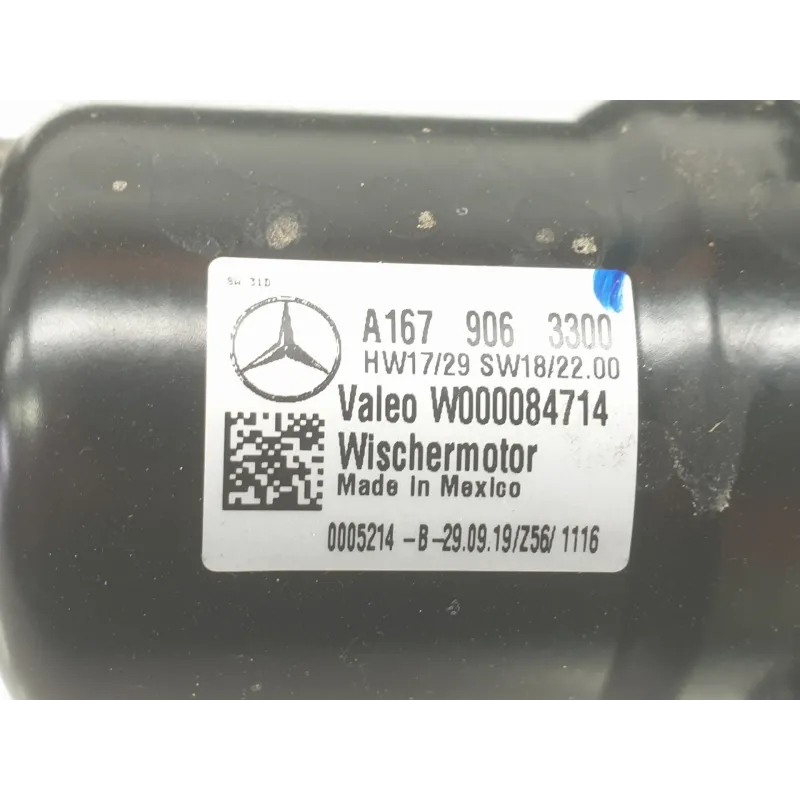 8W 31D
A167 906 3300
HW17/29 SW18/22.00
Valeo W000084714
Wischermotor
Made in Mexico
0005214-B-29.09.19/Z56/1116